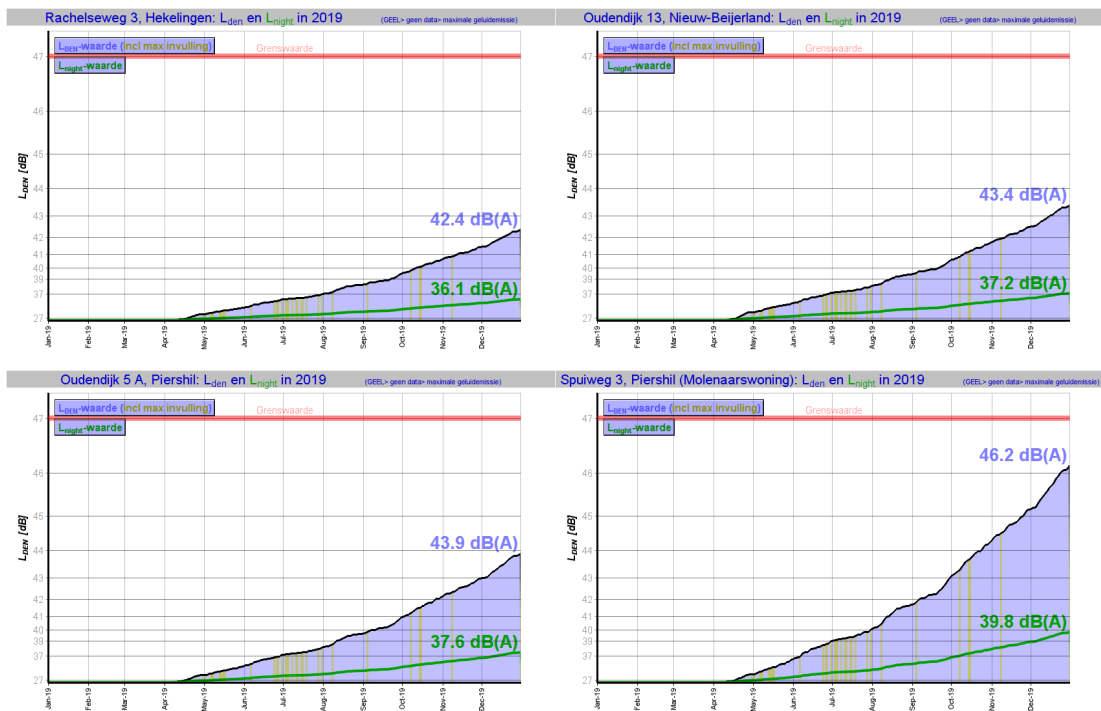 Rachelseweg 3, Hekelingen: Lden en Lnight in 2019 (GEEL> geen data> maximale geluidemissie)
LDEN-waarde (incl max invulling)
Grenswaarde
Lnight-waarde
47
46
45
44
43
42
41
40
39
37
27
LDEN [dB]
42.4 dB(A)
36.1 dB(A)
Jan-19 Feb-19 Mar-19 Apr-19 May-19 Jun-19 Jul-19 Aug-19 Sep-19 Oct-19 Nov-19 Dec-19
Oudendijk 13, Nieuw-Beijerland: Lden en Lnight in 2019 (GEEL> geen data> maximale geluidemissie)
LDEN-waarde (incl max invulling)
Grenswaarde
Lnight-waarde
47
46
45
44
43
42
41
40
39
37
27
LDEN [dB]
43.4 dB(A)
37.2 dB(A)
Jan-19 Feb-19 Mar-19 Apr-19 May-19 Jun-19 Jul-19 Aug-19 Sep-19 Oct-19 Nov-19 Dec-19
Oudendijk 5 A, Piershil: Lden en Lnight in 2019 (GEEL> geen data> maximale geluidemissie)
LDEN-waarde (incl max invulling)
Grenswaarde
Lnight-waarde
47
46
45
44
43
42
41
40
39
37
27
LDEN [dB]
43.9 dB(A)
37.6 dB(A)
Jan-19 Feb-19 Mar-19 Apr-19 May-19 Jun-19 Jul-19 Aug-19 Sep-19 Oct-19 Nov-19 Dec-19
Spuiweg 3, Piershil (Molenaarswoning): Lden en Lnight in 2019 (GEEL> geen data> maximale geluidemissie)
LDEN-waarde (incl max invulling)
Grenswaarde
Lnight-waarde
47
46
45
44
43
42
41
40
39
37
27
LDEN [dB]
46.2 dB(A)
39.8 dB(A)
Jan-19 Feb-19 Mar-19 Apr-19 May-19 Jun-19 Jul-19 Aug-19 Sep-19 Oct-19 Nov-19 Dec-19